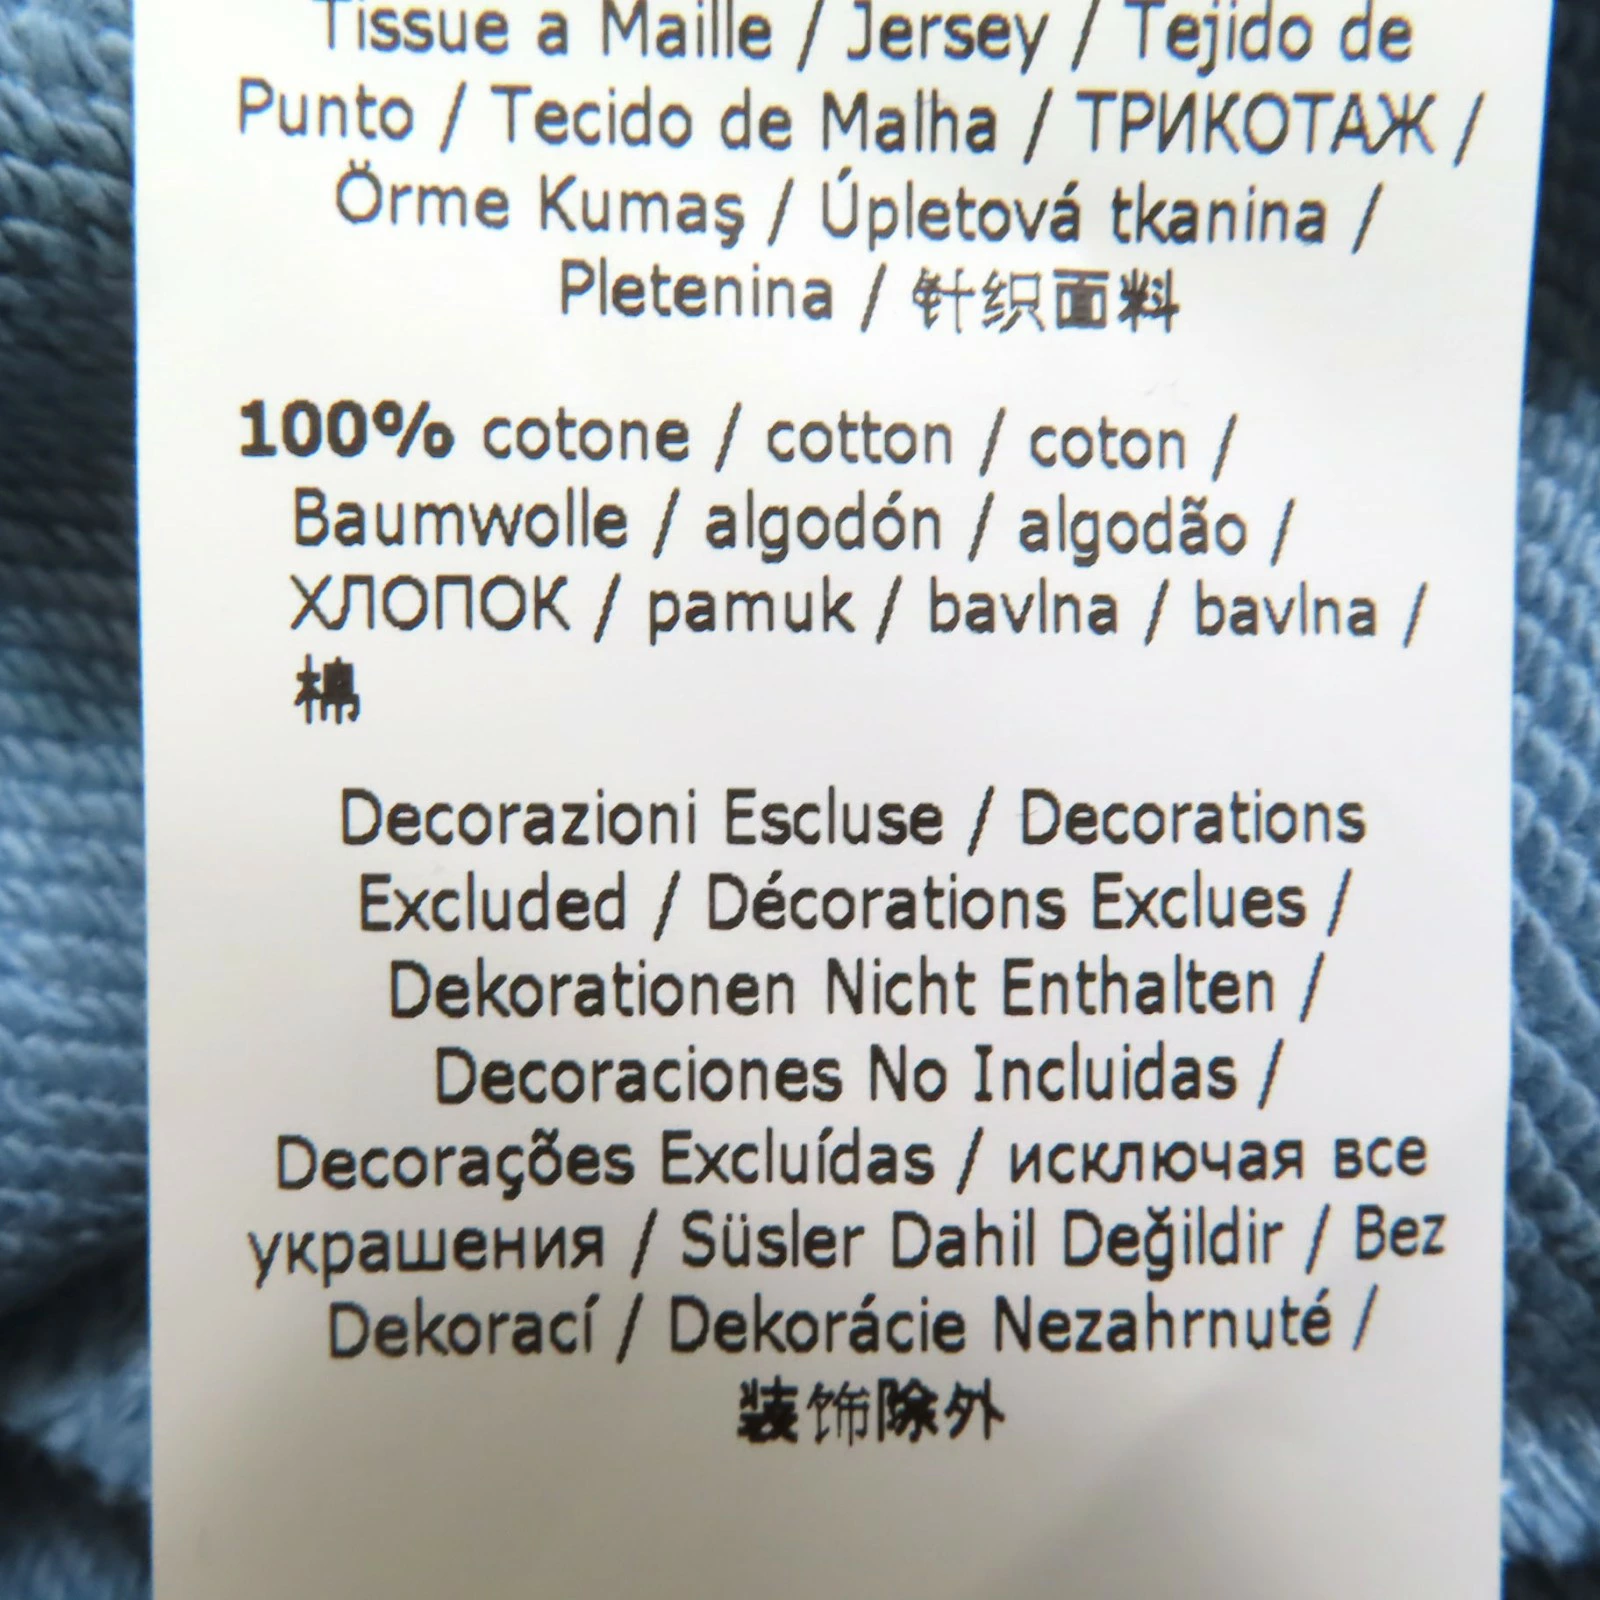 Tissue a Maille / Jersey / Tejido de
Punto / Tecido de Malha / ТРИКОТАЖ /
Örme Kumaş / Úpletová tkanina /
Pletenina / 针织面料
100% cotone / cotton / coton /
Baumwolle / algodón / algodão /
ХЛОПОК / pamuk / bavlna / bavlna /
棉
Decorazioni Escluse / Decorations
Excluded / Décorations Exclues /
Dekorationen Nicht Enthalten /
Decoraciones No Incluidas /
Decorações Excluídas / исключая все
украшения / Süsler Dahil Değildir / Bez
Dekorací / Dekorácie Nezahrnuté /
装饰除外